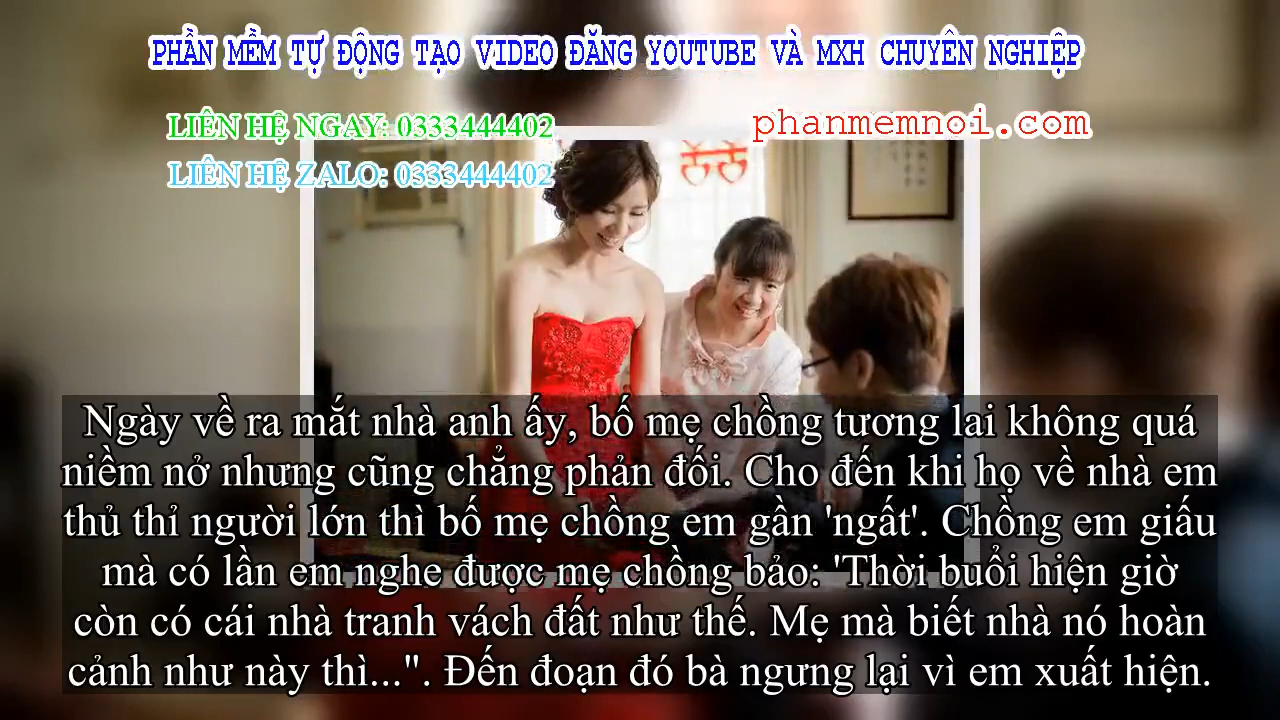 PHẦN MỀM TỰ ĐỘNG TẠO VIDEO ĐĂNG YOUTUBE VÀ MXH CHUYÊN NGHIỆP
LIÊN HỆ NGAY: 0333444402
phanmemnoi.com
LIÊN HỆ ZALO: 0333444402
Ngày về ra mắt nhà anh ấy, bố mẹ chồng tương lai không quá
niềm nở nhưng cũng chẳng phản đối. Cho đến khi họ về nhà em
thủ thỉ người lớn thì bố mẹ chồng em gần 'ngất'. Chồng em giấu
mà có lần em nghe được mẹ chồng bảo: 'Thời buổi hiện giờ
còn có cái nhà tranh vách đất như thế. Mẹ mà biết nhà nó hoàn
cảnh như này thì...". Đến đoạn đó bà ngưng lại vì em xuất hiện.